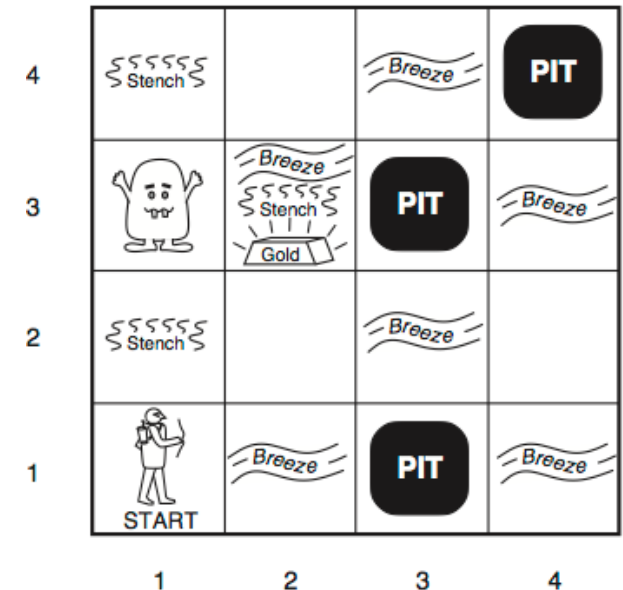 4 Stench Breeze PIT
3 Breeze Stench Gold PIT Breeze
2 Stench Breeze
1 START Breeze PIT Breeze
1 2 3 4